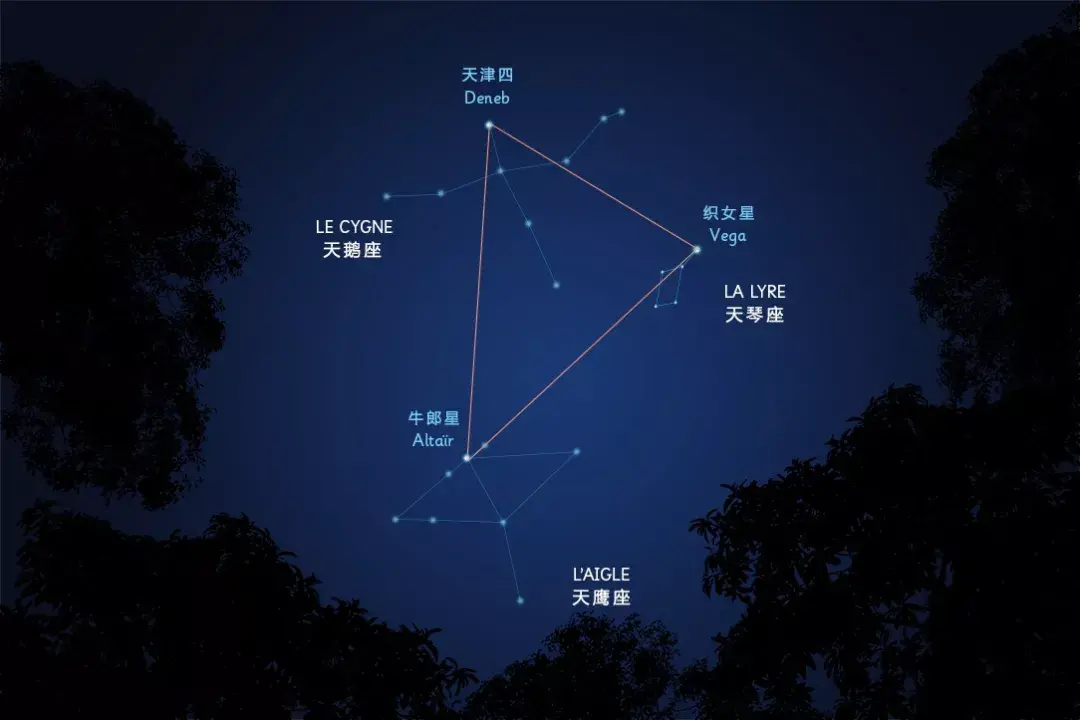 天津四
Deneb
织女星
Vega
LE CYGNE
天鹅座
LA LYRE
天琴座
牛郎星
Altaïr
L'AIGLE
天鹰座